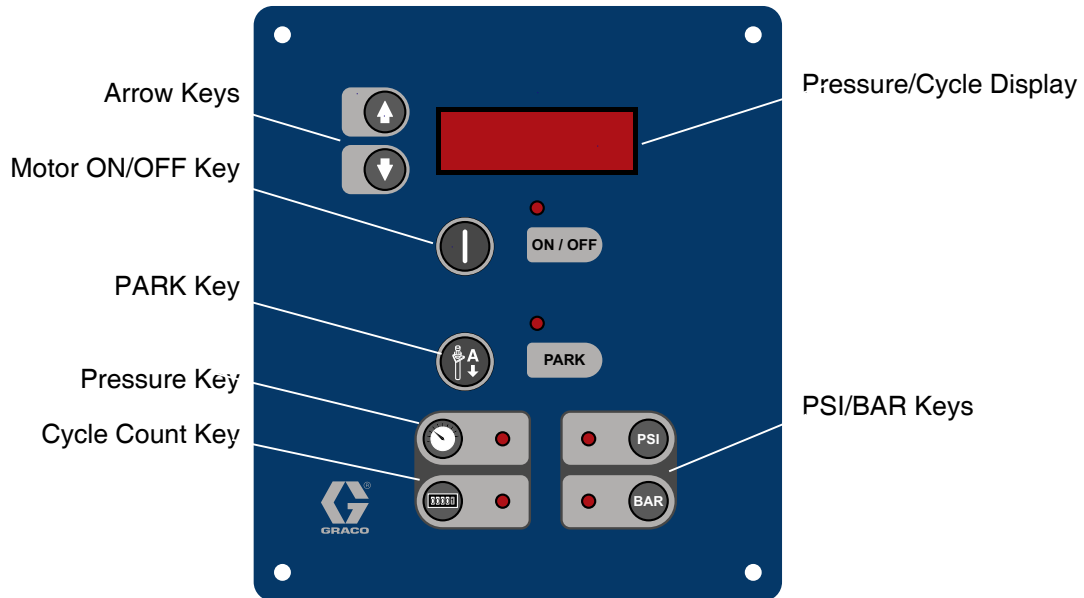 Arrow Keys
Pressure/Cycle Display
Motor ON/OFF Key
ON / OFF
PARK Key
A
PARK
Pressure Key
PSI/BAR Keys
PSI
Cycle Count Key
BAR
GRACO
®